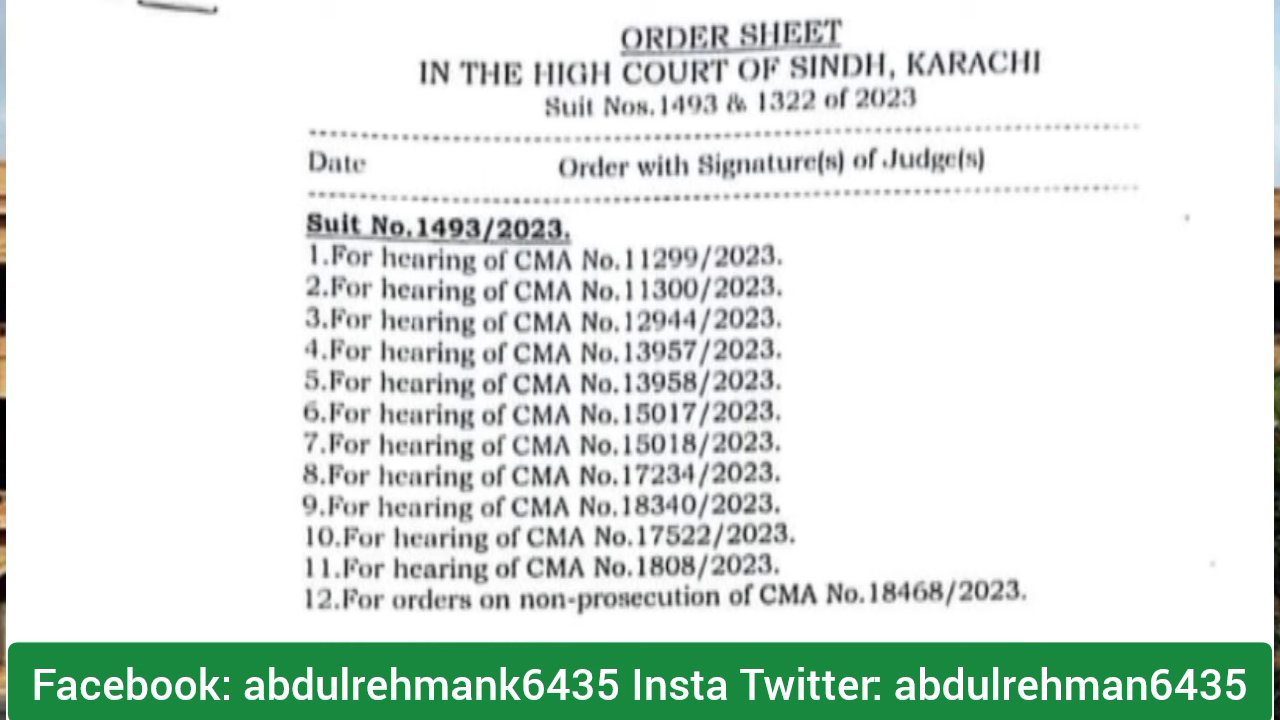 ORDER SHEET
IN THE HIGH COURT OF SINDH, KARACHI
Suit Nos.1493 & 1322 of 2023
Date Order with Signature(s) of Judge(s)
Suit No.1493/2023.
1.For hearing of CMA No.11299/2023.
2.For hearing of CMA No.11300/2023.
3.For hearing of CMA No.12944/2023.
4.For hearing of CMA No.13957/2023.
5.For hearing of CMA No.13958/2023.
6.For hearing of CMA No.15017/2023.
7.For hearing of CMA No.15018/2023.
8.For hearing of CMA No.17234/2023.
9.For hearing of CMA No.18340/2023.
10.For hearing of CMA No.17522/2023.
11.For hearing of CMA No.1808/2023.
12.For orders on non-prosecution of CMA No.18468/2023.
Facebook: abdulrehmank6435 Insta Twitter: abdulrehman6435